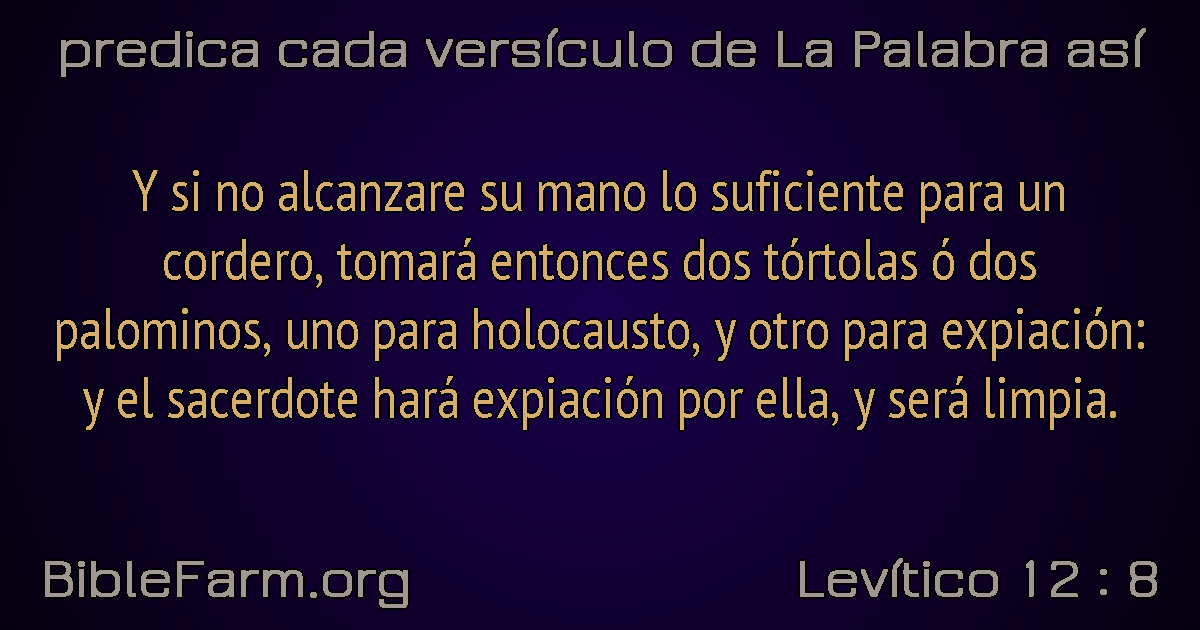 predica cada versículo de La Palabra así
Y si no alcanzare su mano lo suficiente para un
cordero, tomará entonces dos tórtolas ó dos
palominos, uno para holocausto, y otro para expiación:
y el sacerdote hará expiación por ella, y será limpia.
BibleFarm.org
Levítico 12 : 8